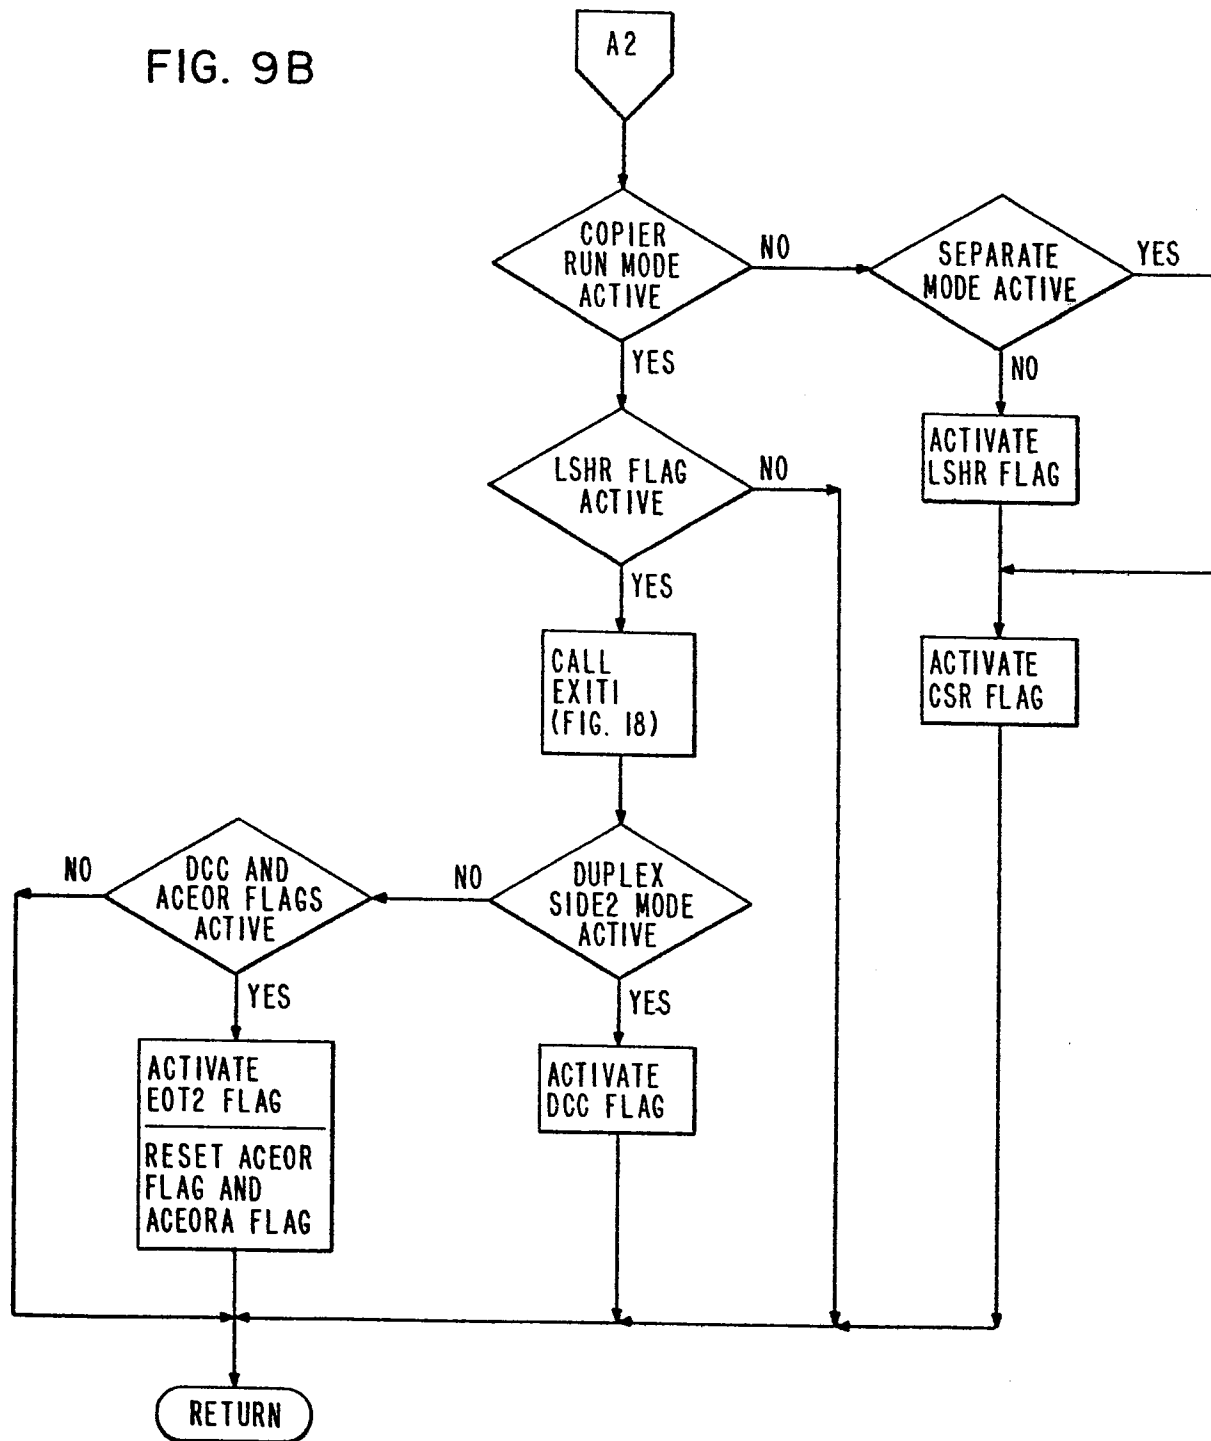 FIG. 9B
A2
COPIER
RUN MODE
ACTIVE
NO
SEPARATE
MODE ACTIVE
YES
YES
NO
LSHR FLAG
ACTIVE
NO
ACTIVATE
LSHR FLAG
YES
CALL
EXIT1
(FIG. 18)
ACTIVATE
CSR FLAG
DUPLEX
SIDE2 MODE
ACTIVE
NO
DCC AND
ACEOR FLAGS
ACTIVE
NO
YES
YES
ACTIVATE
EOT2 FLAG
RESET ACEOR
FLAG AND
ACEORA FLAG
ACTIVATE
DCC FLAG
RETURN